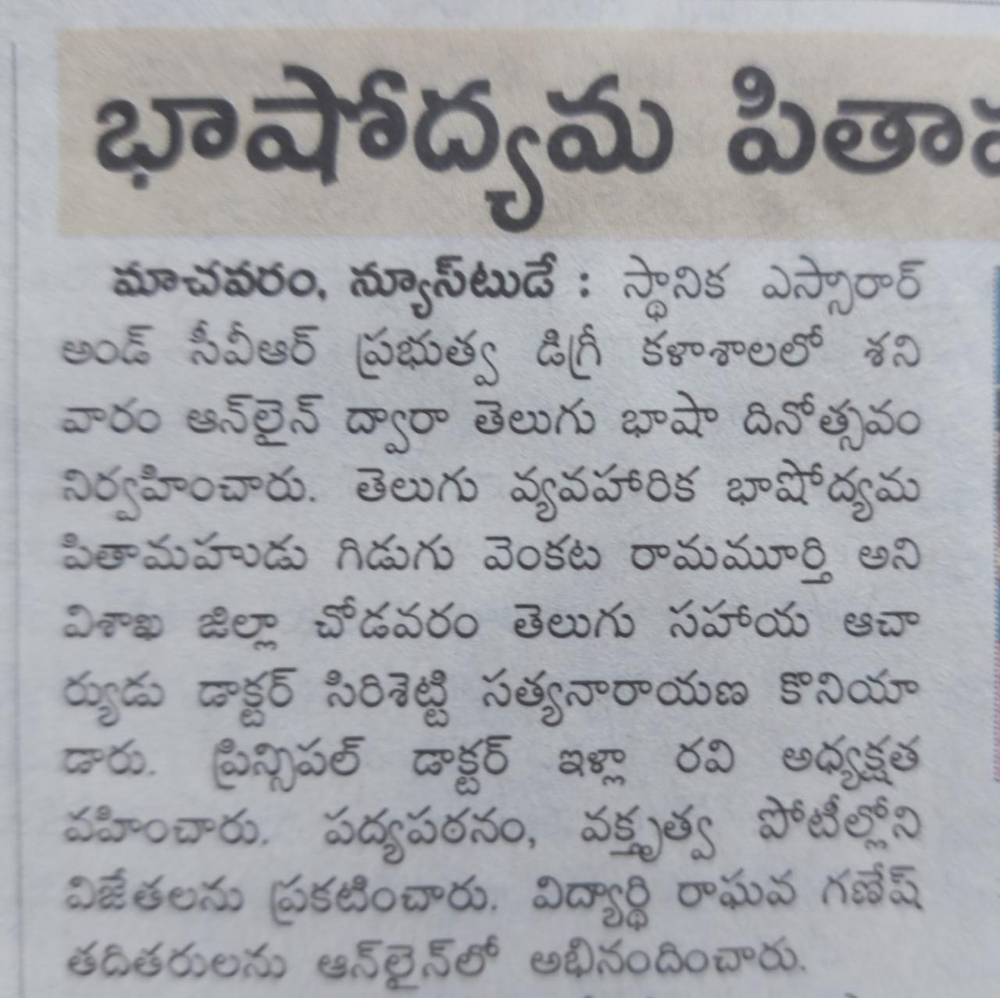 భాషోద్యమ
మాచవరం, న్యూస్‌టుడే : స్థానిక ఎస్సారార్
అండ్ సీవీఆర్ ప్రభుత్వ డిగ్రీ కళాశాలలో శని
వారం ఆన్‌లైన్ ద్వారా తెలుగు భాషా దినోత్సవం
నిర్వహించారు. తెలుగు వ్యవహారిక భాషోద్యమ
పితామహుడు గిడుగు వెంకట రామమూర్తి అని
విశాఖ జిల్లా చోడవరం తెలుగు సహాయ ఆచా
ర్యుడు డాక్టర్ సిరిశెట్టి సత్యనారాయణ కొనియా
డారు. ప్రిన్సిపల్ డాక్టర్ ఇళ్లా రవి అధ్యక్షత
వహించారు. పద్యపఠనం, వక్తృత్వ పోటీల్లోని
విజేతలను ప్రకటించారు. విద్యార్థి రాఘవ గణేష్
తదితరులను ఆన్‌లైన్‌లో అభినందించారు.